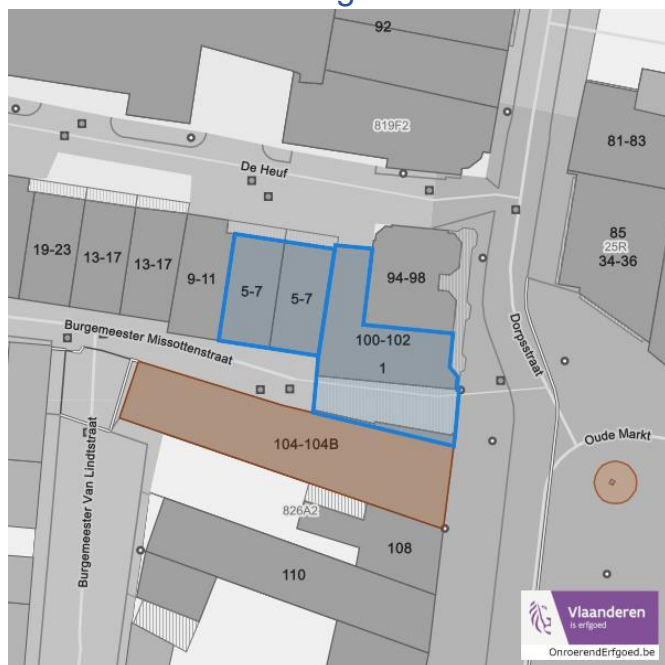 92
819F2
De Heuf
81-83
85
25R
34-36
19-23
13-17
13-17
9-11
5-7
5-7
94-98
100-102
1
Burgemeester Missottenstraat
Dorpsstraat
Oude Markt
104-104B
Burgemeester Van Lindtstraat
826A2
108
110
Vlaanderen
is erfgoed
OnroerendErfgoed.be